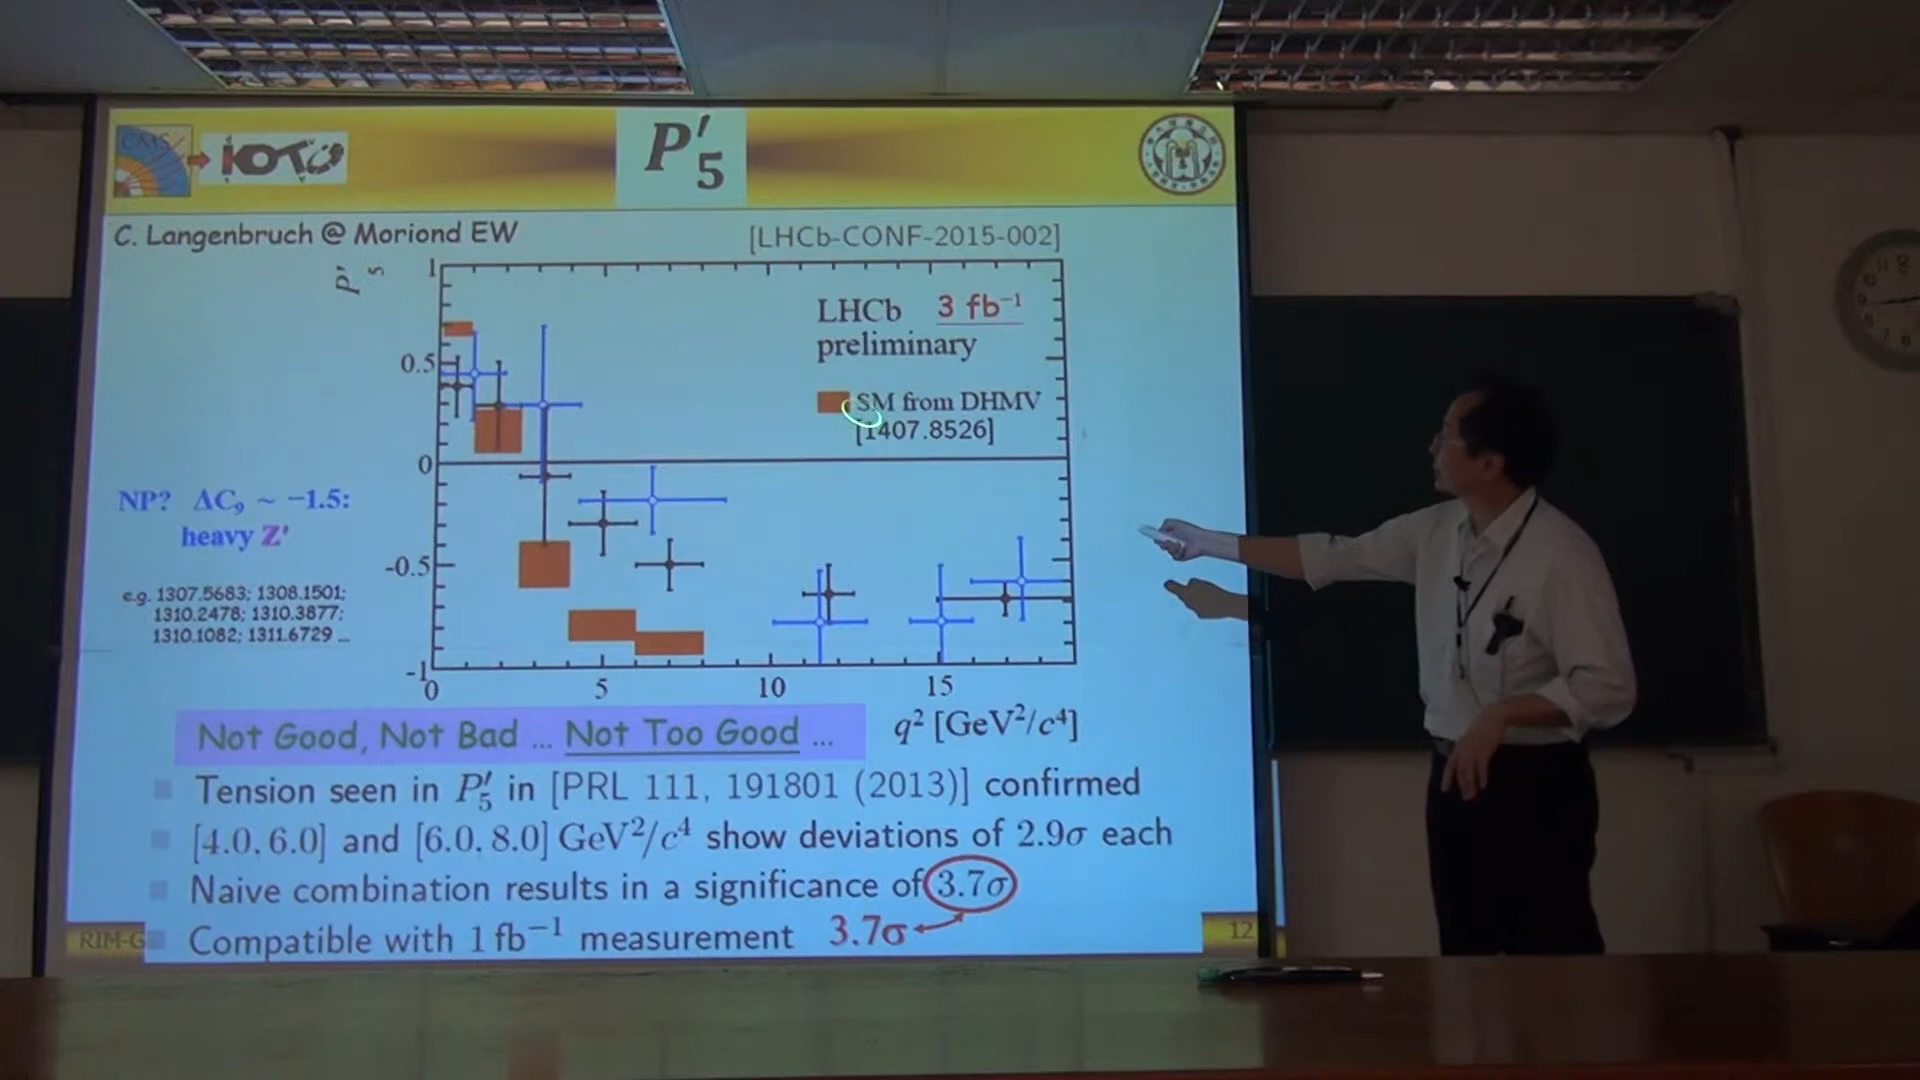 CMS
KOTO
P′5
C. Langenbruch @ Moriond EW
[LHCb-CONF-2015-002]
P′5
1
0.5
0
-0.5
-1
LHCb 3 fb⁻¹
preliminary
SM from DHMV
[1407.8526]
NP? ΔC₉ ~ −1.5:
heavy Z′
e.g. 1307.5683; 1308.1501;
1310.2478; 1310.3877;
1310.1082; 1311.6729 ...
0 5 10 15
q² [GeV²/c⁴]
Not Good, Not Bad ... Not Too Good ...
Tension seen in P′5 in [PRL 111, 191801 (2013)] confirmed
[4.0, 6.0] and [6.0, 8.0] GeV²/c⁴ show deviations of 2.9σ each
Naive combination results in a significance of 3.7σ
Compatible with 1 fb⁻¹ measurement 3.7σ
RIM-G
12